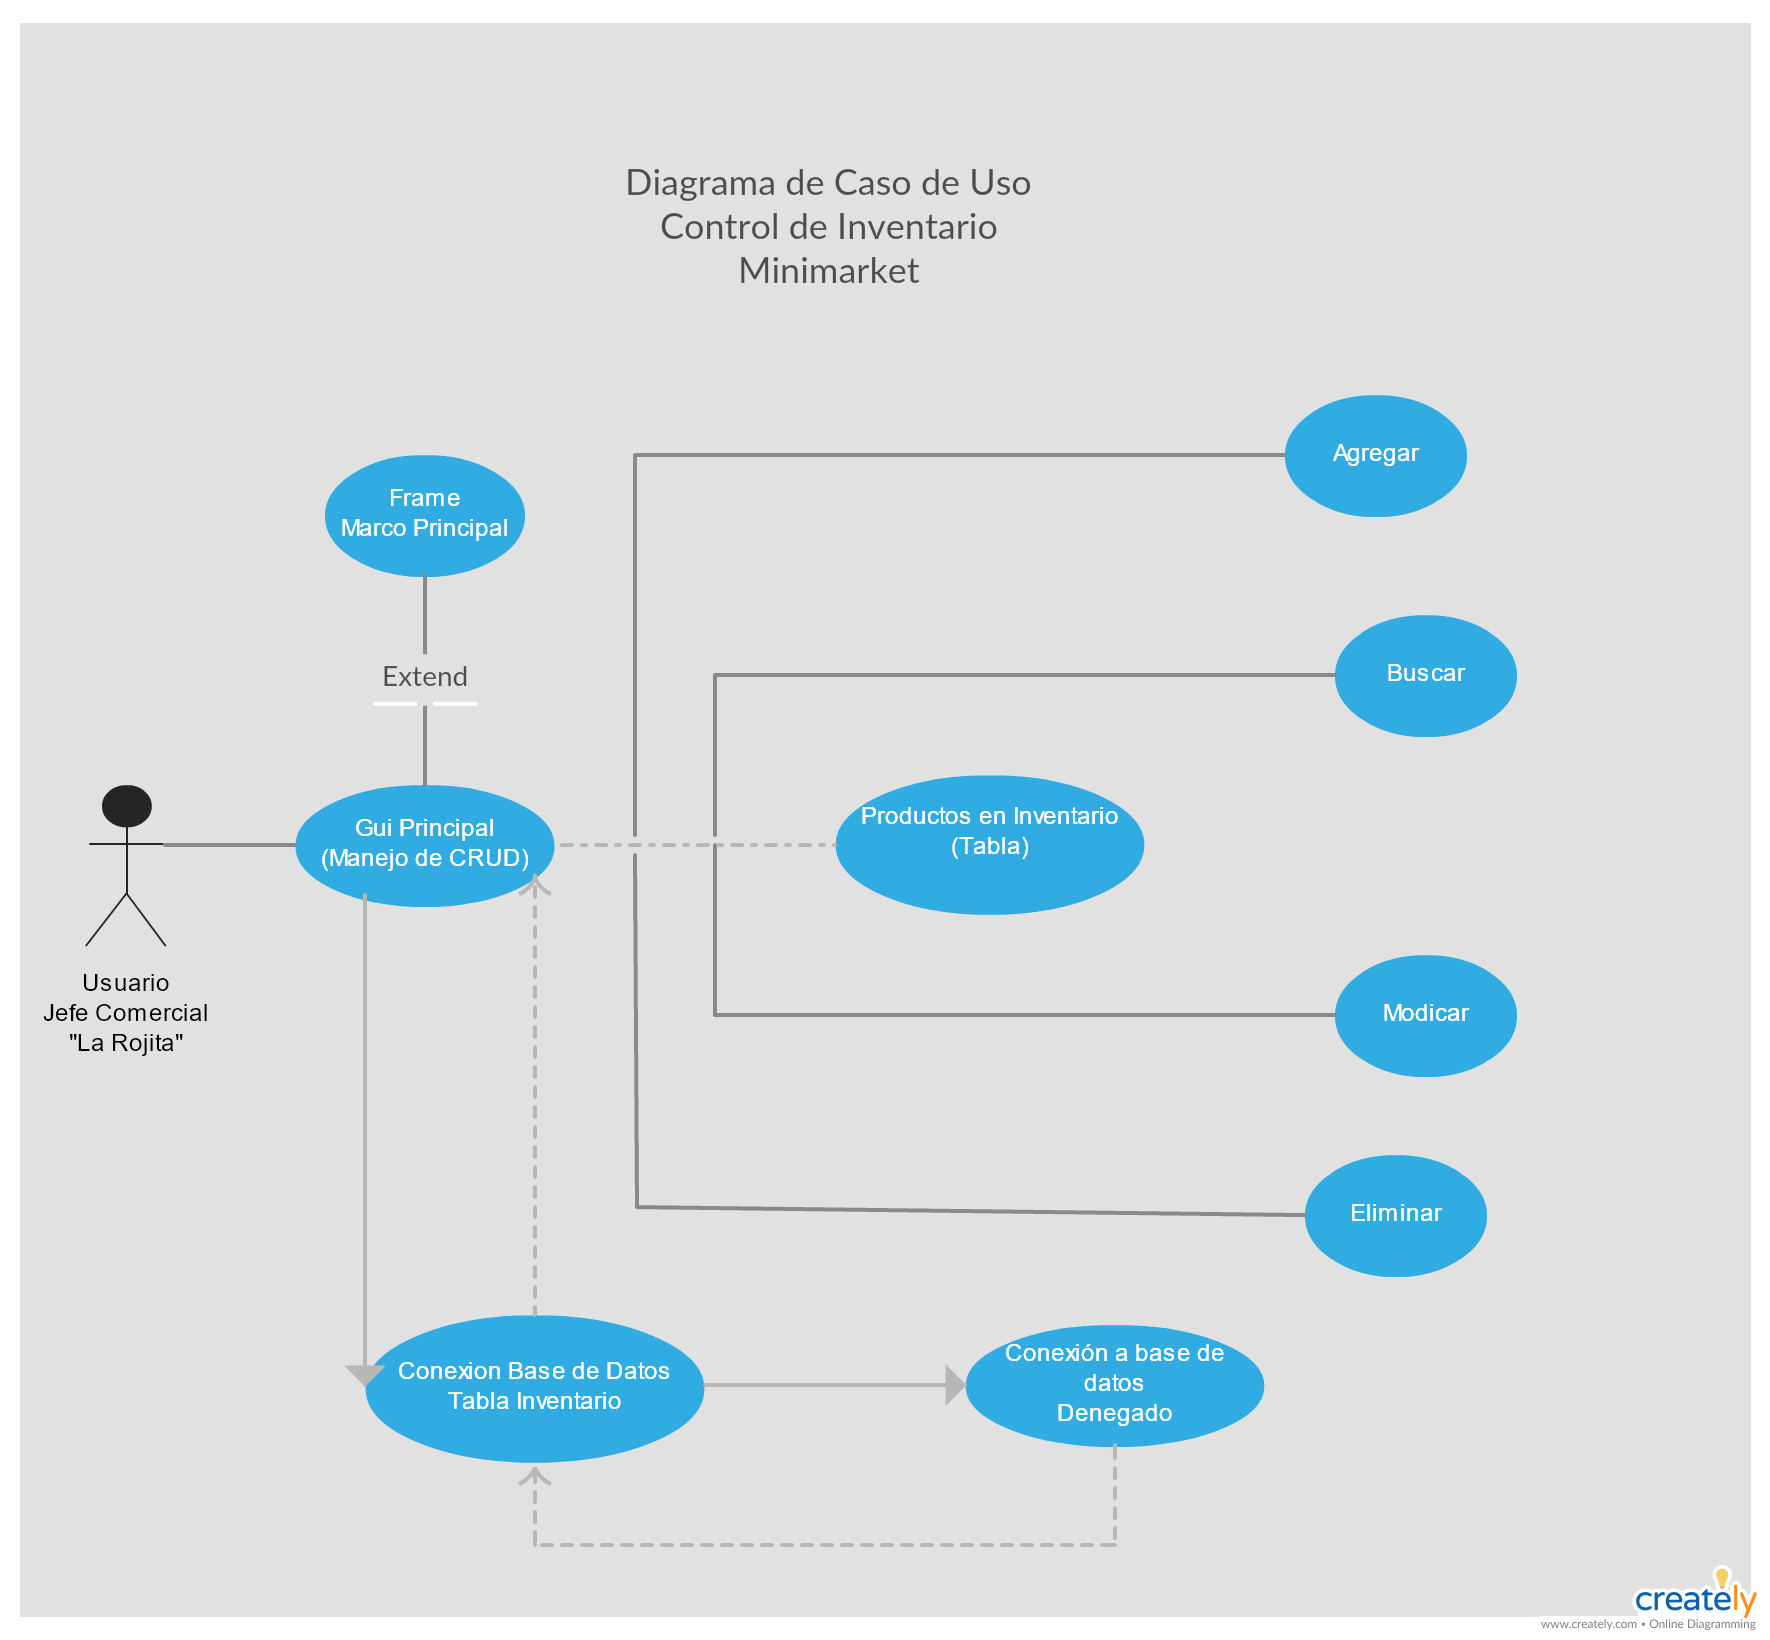 Diagrama de Caso de Uso
Control de Inventario
Minimarket
Agregar
Frame
Marco Principal
Buscar
Extend
Gui Principal
(Manejo de CRUD)
Productos en Inventario
(Tabla)
Usuario
Jefe Comercial
"La Rojita"
Modicar
Eliminar
Conexion Base de Datos
Tabla Inventario
Conexión a base de
datos
Denegado
creately
www.creately.com • Online Diagramming